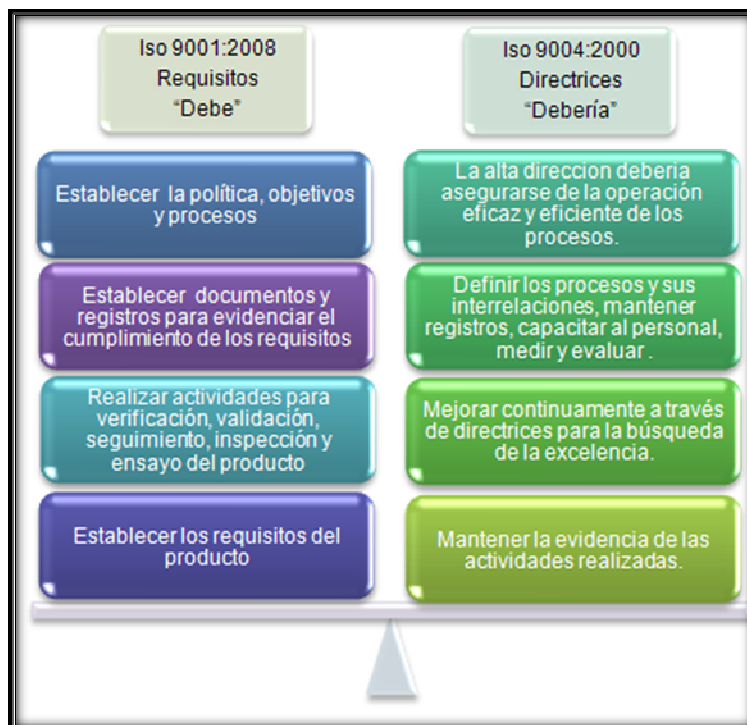 Iso 9001:2008
Requisitos
“Debe”
Establecer la política, objetivos
y procesos
Establecer documentos y
registros para evidenciar el
cumplimiento de los requisitos
Realizar actividades para
verificación, validación,
seguimiento, inspección y
ensayo del producto
Establecer los requisitos del
producto
Iso 9004:2000
Directrices
“Debería”
La alta direccion deberia
asegurarse de la operación
eficaz y eficiente de los
procesos.
Definir los procesos y sus
interrelaciones, mantener
registros, capacitar al personal,
medir y evaluar .
Mejorar continuamente a través
de directrices para la búsqueda
de la excelencia.
Mantener la evidencia de las
actividades realizadas.